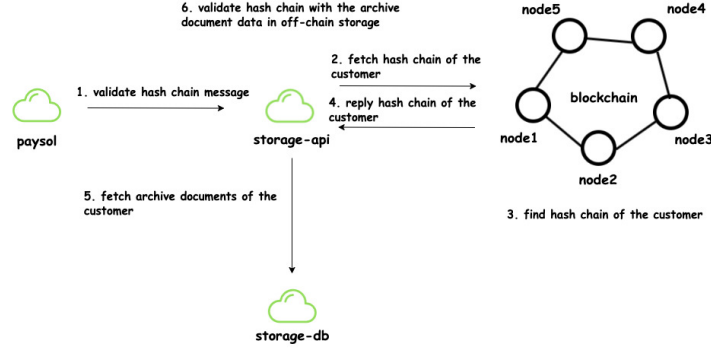 6. validate hash chain with the archive
document data in off-chain storage
node5
node4
2. fetch hash chain of the
customer
1. validate hash chain message
4. reply hash chain of the
customer
blockchain
paysol
storage-api
node1
node3
node2
5. fetch archive documents of the
customer
3. find hash chain of the customer
storage-db